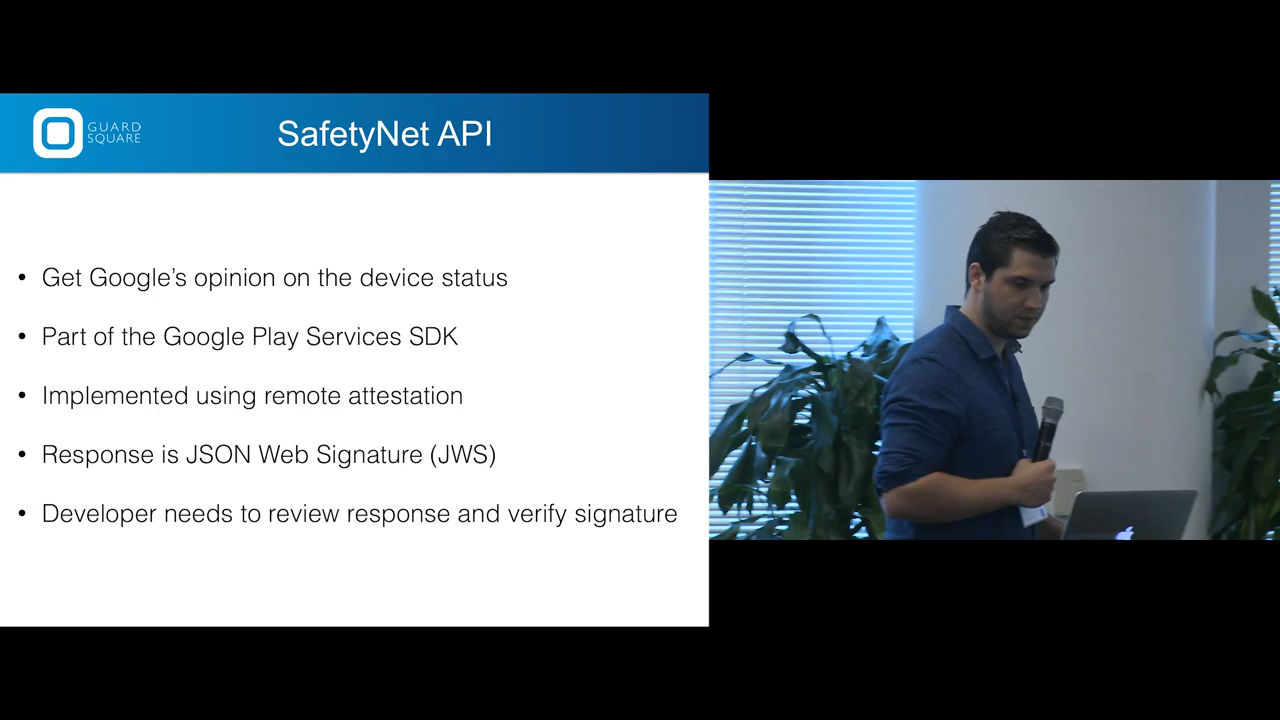 GUARD
SQUARE
SafetyNet API
• Get Google’s opinion on the device status
• Part of the Google Play Services SDK
• Implemented using remote attestation
• Response is JSON Web Signature (JWS)
• Developer needs to review response and verify signature